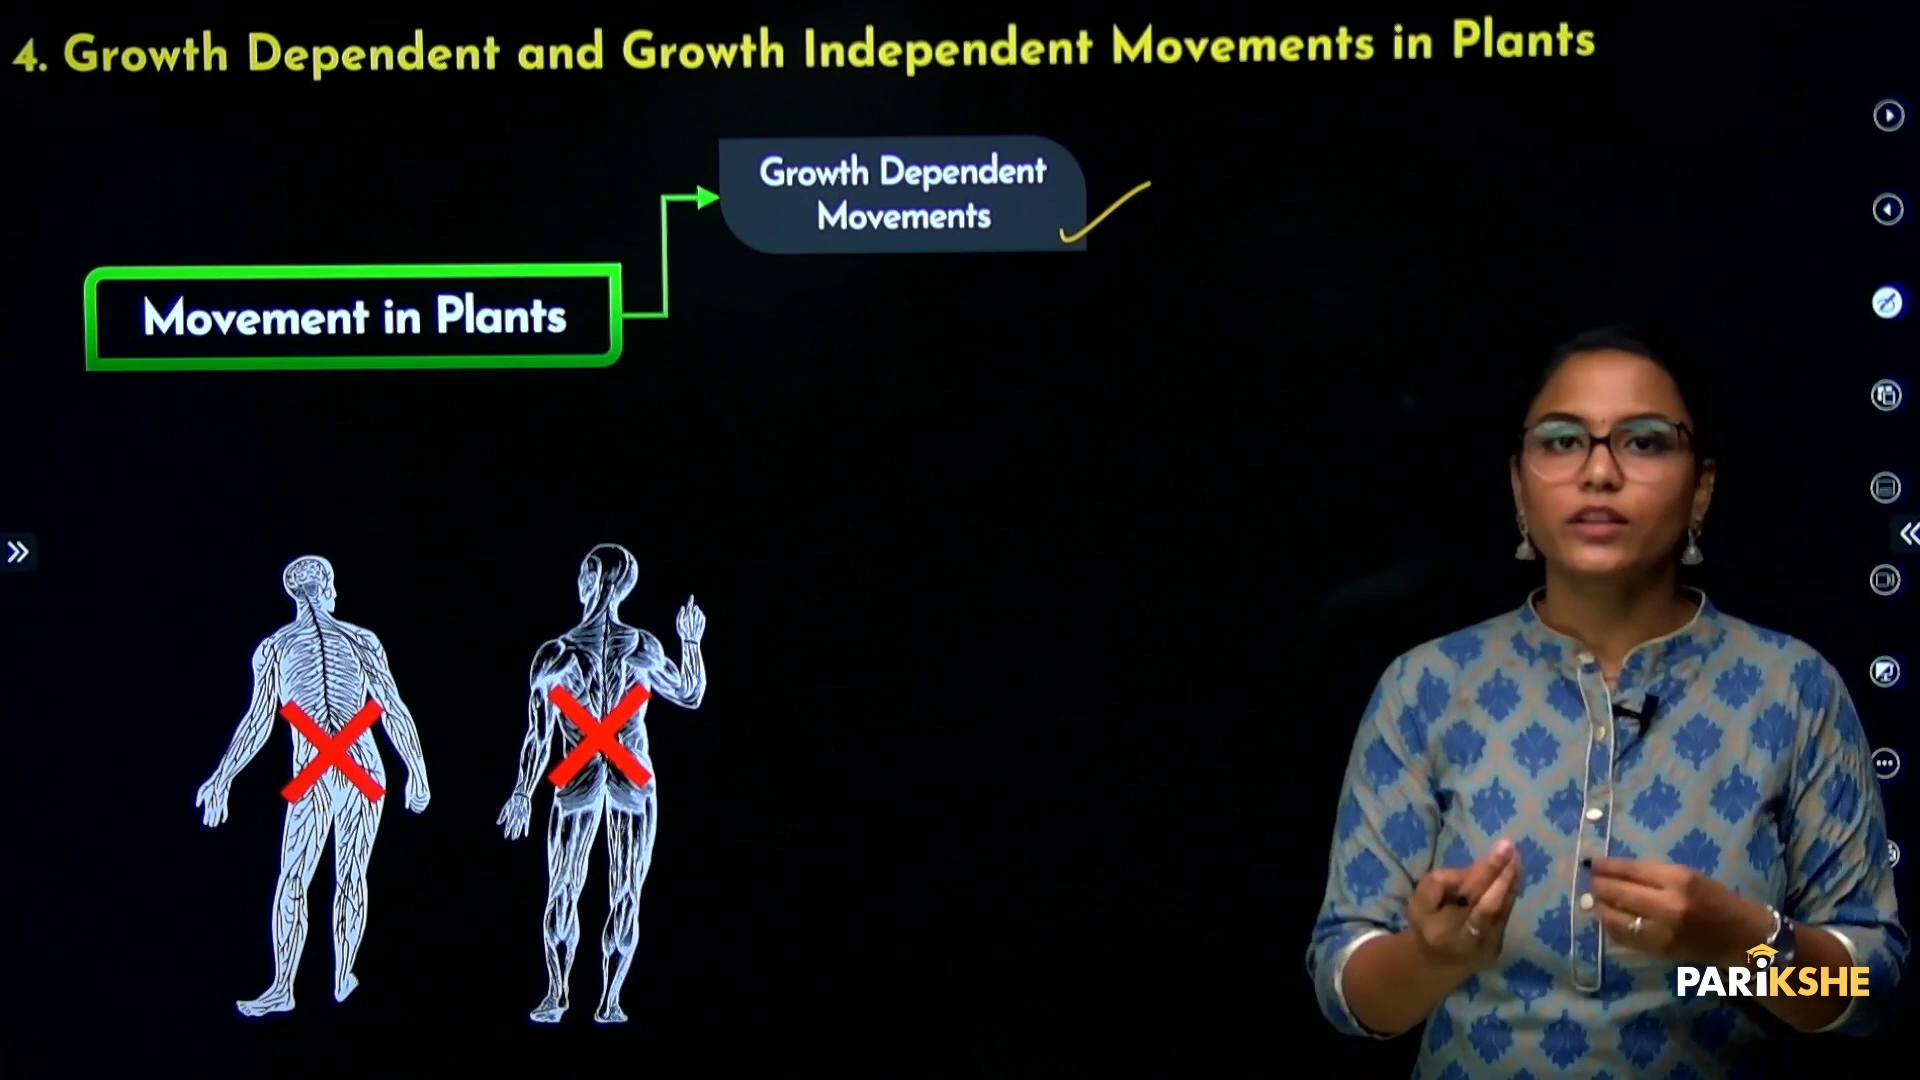 4. Growth Dependent and Growth Independent Movements in Plants
Growth Dependent
Movements
Movement in Plants
PARiKSHE